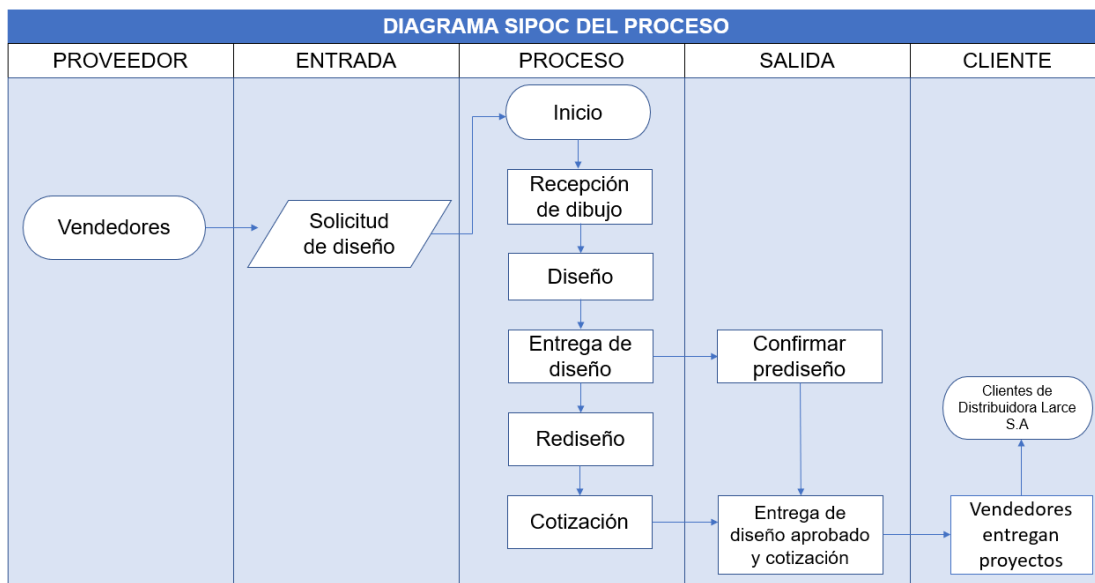 DIAGRAMA SIPOC DEL PROCESO
PROVEEDOR
ENTRADA
PROCESO
SALIDA
CLIENTE
Vendedores
Solicitud
de diseño
Inicio
Recepción
de dibujo
Diseño
Entrega de
diseño
Rediseño
Cotización
Confirmar
prediseño
Entrega de
diseño aprobado
y cotización
Clientes de
Distribuidora Larce
S.A
Vendedores
entregan
proyectos